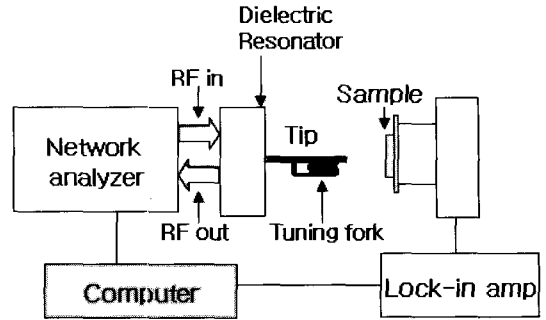 Dielectric
Resonator
RF in
Sample
Network
analyzer
Tip
RF out
Tuning fork
Computer
Lock-in amp